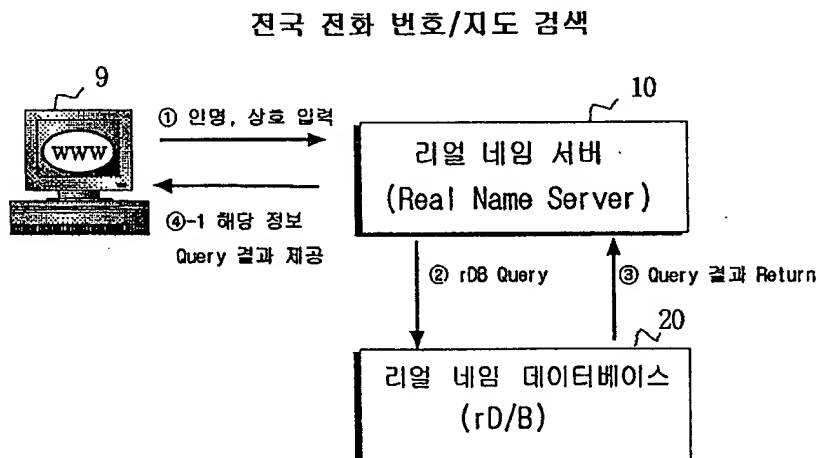 전국 전화 번호/지도 검색
9
WWW
① 인명, 상호 입력
④-1 해당 정보
Query 결과 제공
10
리얼 네임 서버
(Real Name Server)
② rDB Query
③ Query 결과 Return
20
리얼 네임 데이터베이스
(rD/B)